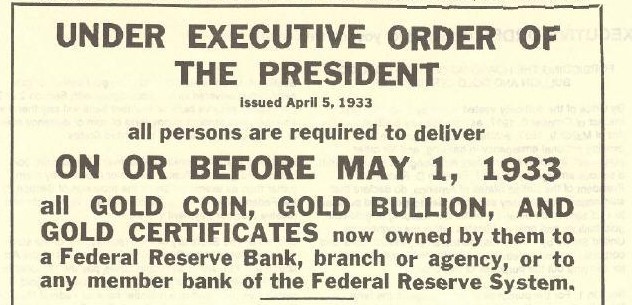 UNDER EXECUTIVE ORDER OF
THE PRESIDENT
issued April 5, 1933
all persons are required to deliver
ON OR BEFORE MAY 1, 1933
all GOLD COIN, GOLD BULLION, AND
GOLD CERTIFICATES now owned by them to
a Federal Reserve Bank, branch or agency, or to
any member bank of the Federal Reserve System.